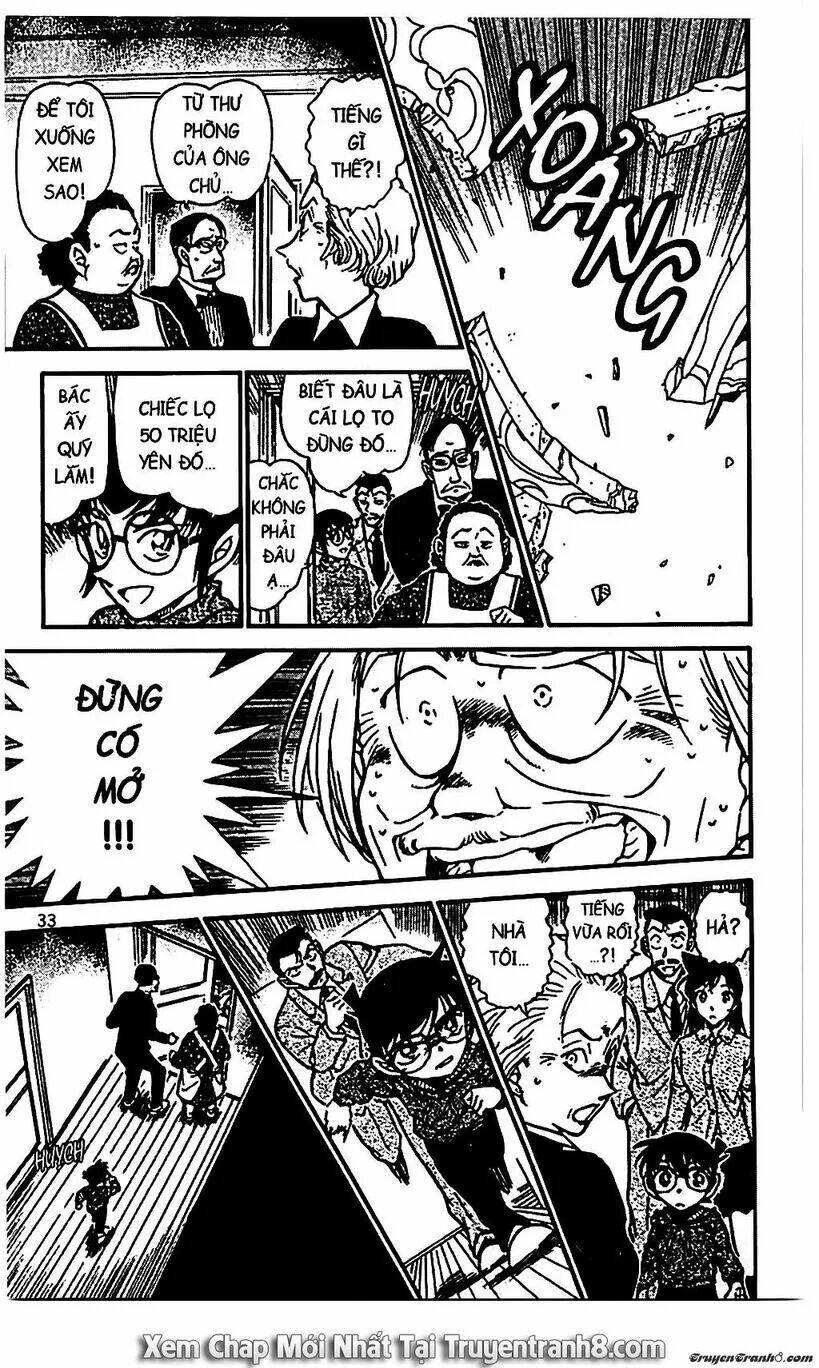 XOẢNG
TIẾNG
GÌ
THẾ?!
TỪ THƯ
PHÒNG
CỦA ÔNG
CHỦ...
ĐỂ TÔI
XUỐNG
XEM
SAO!
HUỴCH
BIẾT ĐÂU LÀ
CÁI LỌ TO
ĐÙNG ĐÓ...
CHẮC
KHÔNG
PHẢI
ĐÂU
Ạ...
CHIẾC LỌ
50 TRIỆU
YÊN ĐÓ...
BÁC
ẤY
QUÝ
LẮM!
ĐỪNG
CÓ
MỞ
!!!
HẢ?
TIẾNG
VỪA RỒI
...?!
NHÀ
TÔI...
33
HUỴCH
Xem Chap Mới Nhất Tại Truyentranh8.com
TruyenTranh8.com